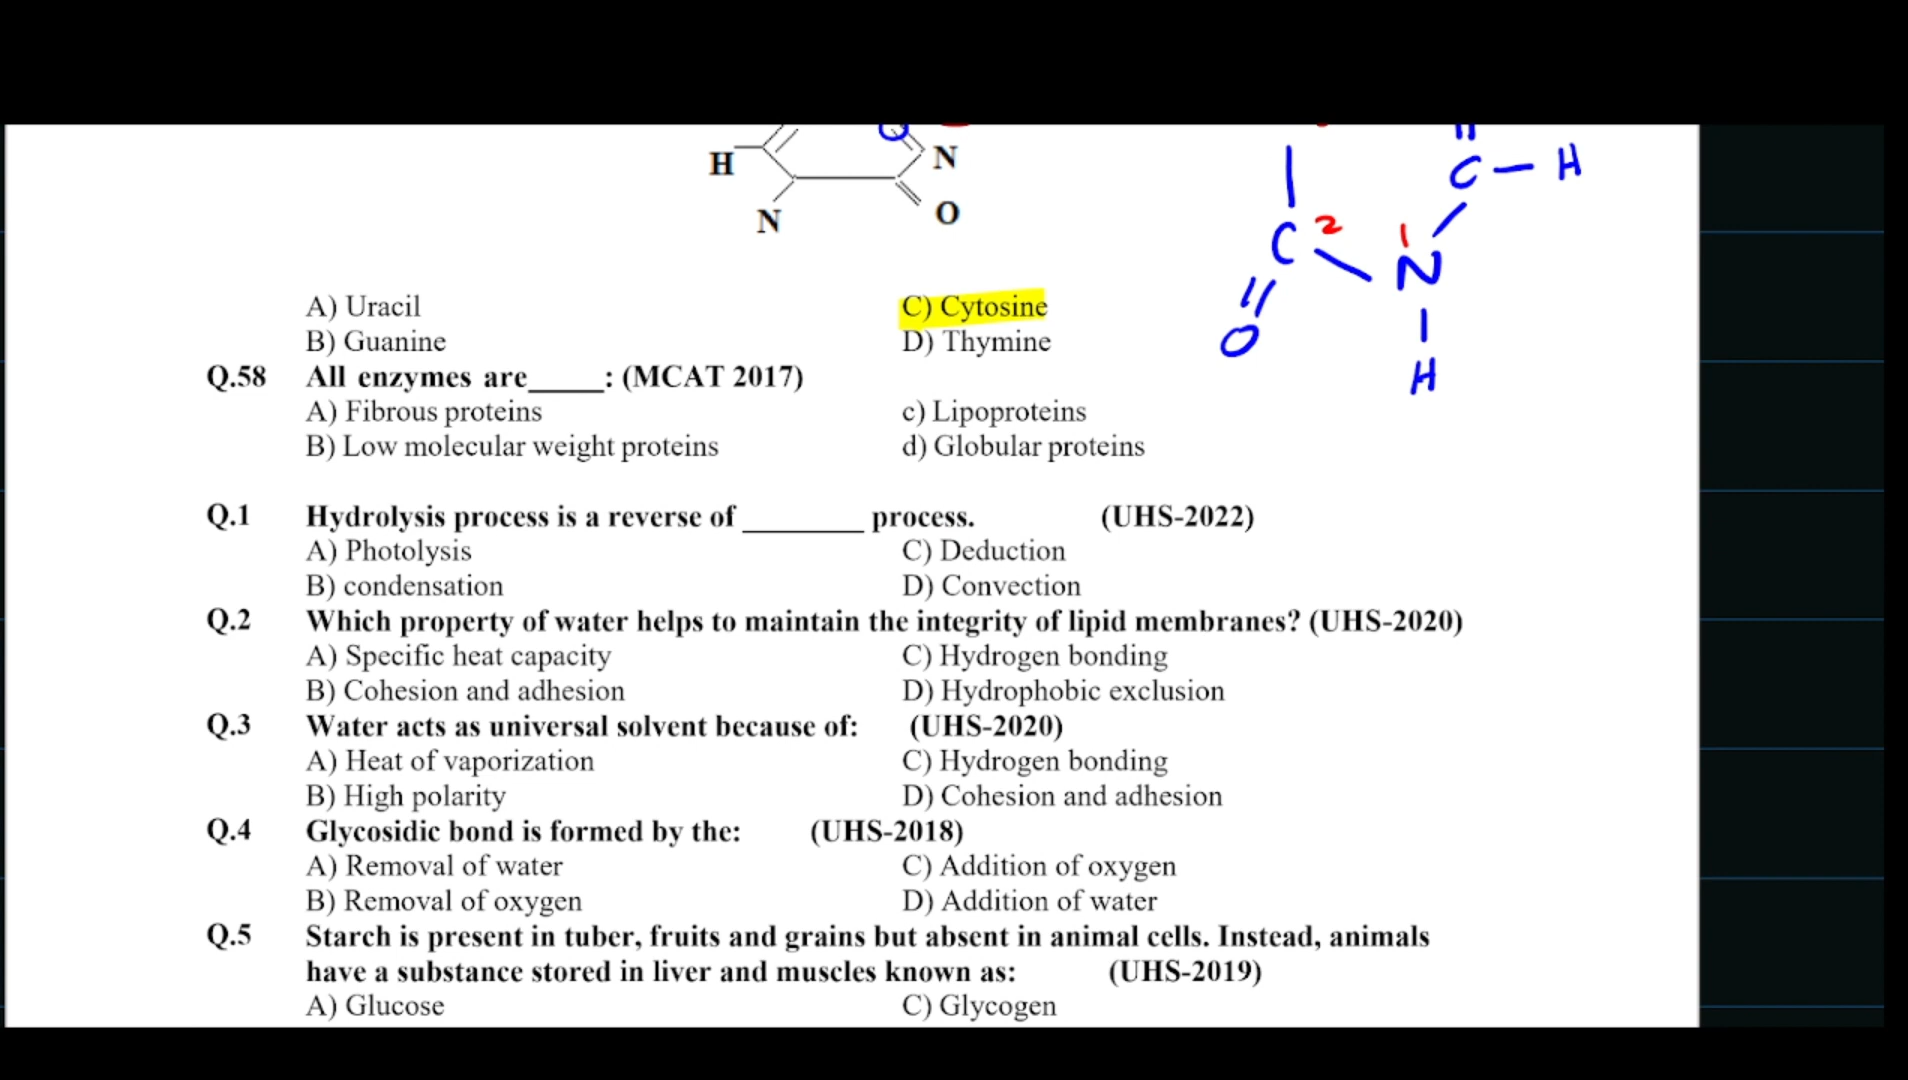 H
N
N
O
C – H
C 2
1
N
O
H
A) Uracil C) Cytosine
B) Guanine D) Thymine
Q.58 All enzymes are_____: (MCAT 2017)
A) Fibrous proteins c) Lipoproteins
B) Low molecular weight proteins d) Globular proteins
Q.1 Hydrolysis process is a reverse of ________ process. (UHS-2022)
A) Photolysis C) Deduction
B) condensation D) Convection
Q.2 Which property of water helps to maintain the integrity of lipid membranes? (UHS-2020)
A) Specific heat capacity C) Hydrogen bonding
B) Cohesion and adhesion D) Hydrophobic exclusion
Q.3 Water acts as universal solvent because of: (UHS-2020)
A) Heat of vaporization C) Hydrogen bonding
B) High polarity D) Cohesion and adhesion
Q.4 Glycosidic bond is formed by the: (UHS-2018)
A) Removal of water C) Addition of oxygen
B) Removal of oxygen D) Addition of water
Q.5 Starch is present in tuber, fruits and grains but absent in animal cells. Instead, animals
have a substance stored in liver and muscles known as: (UHS-2019)
A) Glucose C) Glycogen